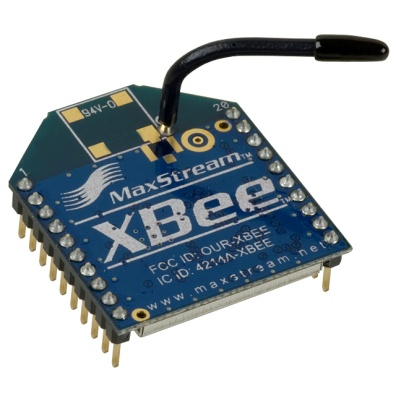 94V-0
20
1
MaxStream™
XBee™
FCC ID: OUR-XBEE
IC ID: 4214A-XBEE
www.maxstream.net